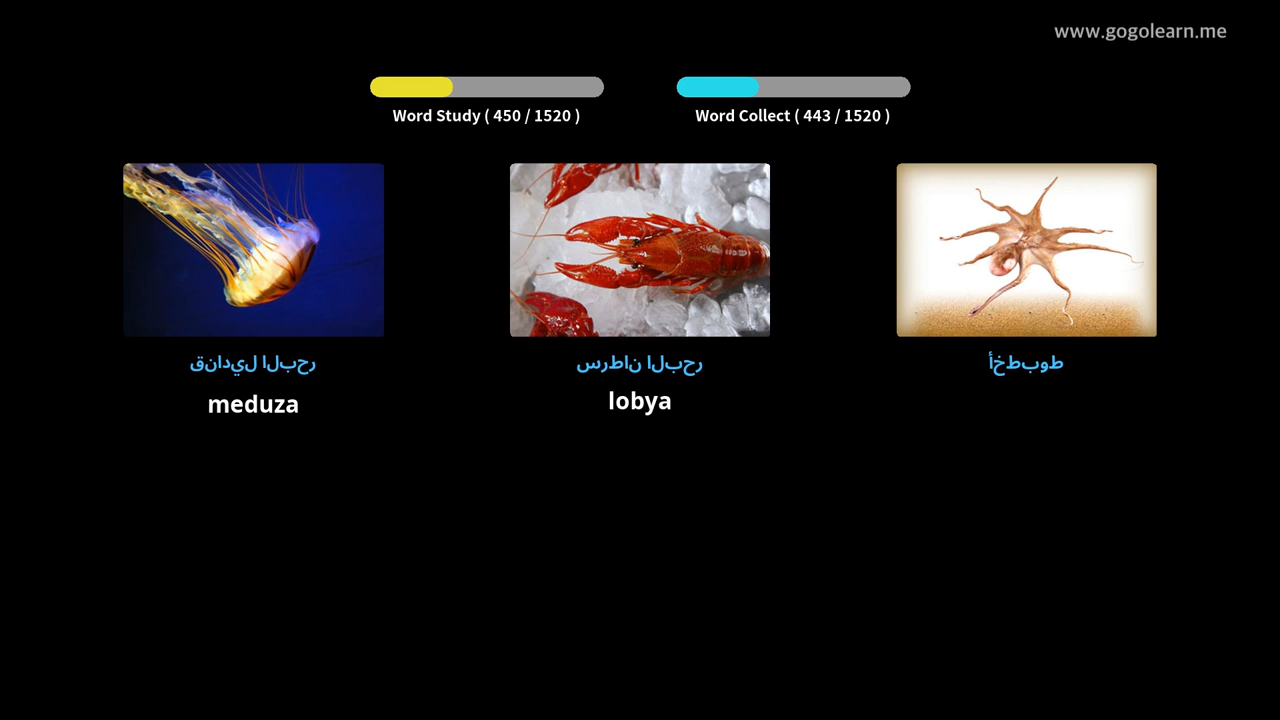 www.gogolearn.me
Word Study ( 450 / 1520 )
Word Collect ( 443 / 1520 )
قناديل البحر
سرطان البحر
أخطبوط
meduza
lobya